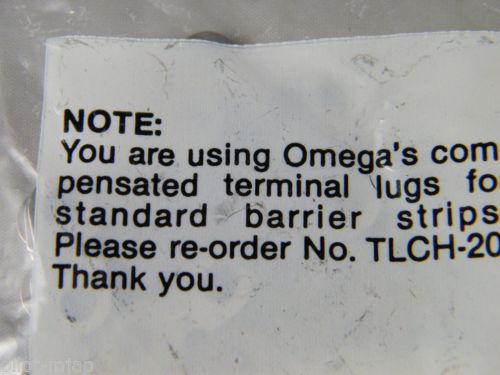 NOTE:
You are using Omega's com
pensated terminal lugs fo
standard barrier strips
Please re-order No. TLCH-20
Thank you.